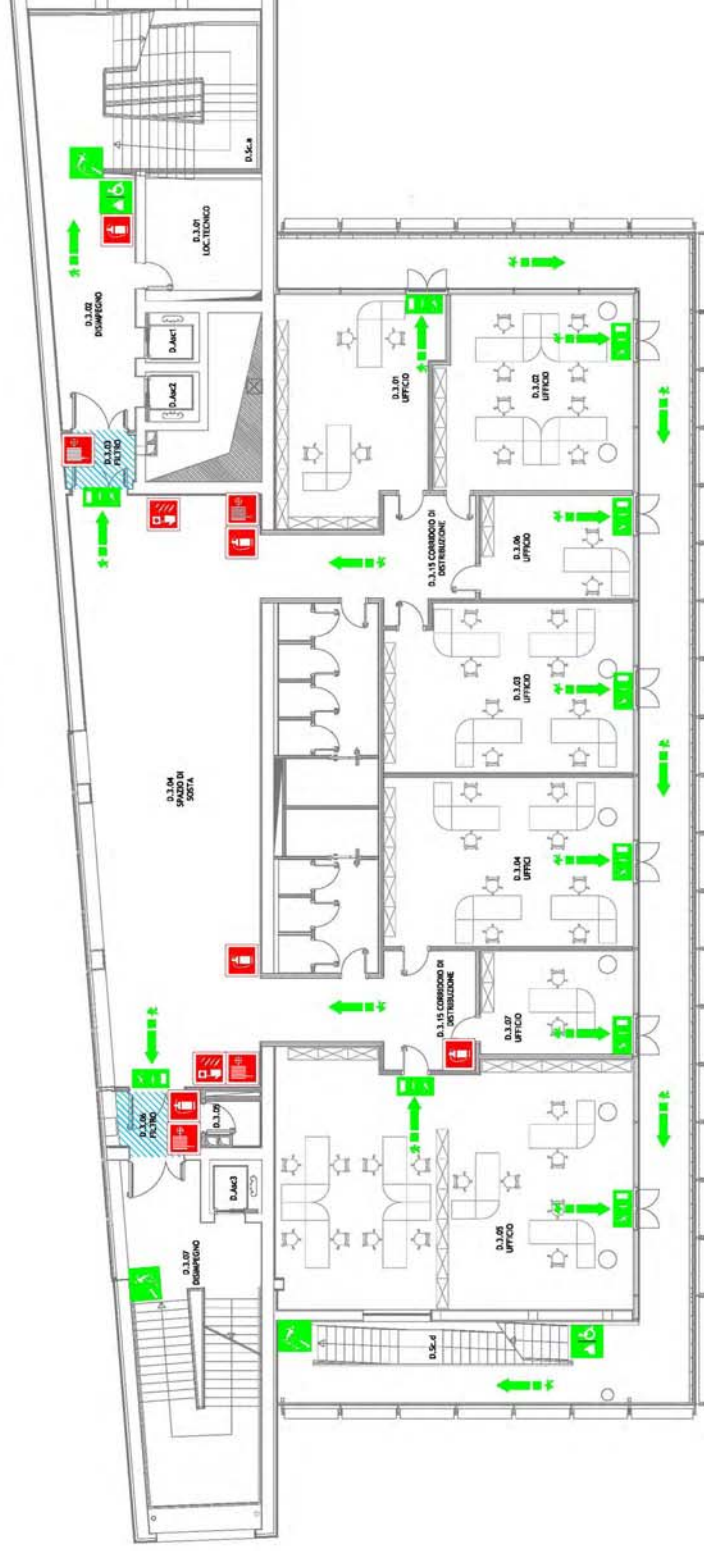 D.Sc.a
D.3.01
LOC.TECNICO
D.3.02
DISIMPEGNO
D.Asc1
D.Asc2
D.3.03
FILTRO
D.3.01
UFFICIO
D.3.02
UFFICIO
D.3.15 CORRIDOIO DI
DISTRIBUZIONE
D.3.06
UFFICIO
D.3.03
UFFICIO
D.3.04
SPAZIO DI
SOSTA
D.3.04
UFFICI
D.3.15 CORRIDOIO DI
DISTRIBUZIONE
D.3.07
UFFICIO
D.3.06
FILTRO
D.3.05
D.Asc3
D.3.07
DISIMPEGNO
D.3.05
UFFICIO
D.Sc.d